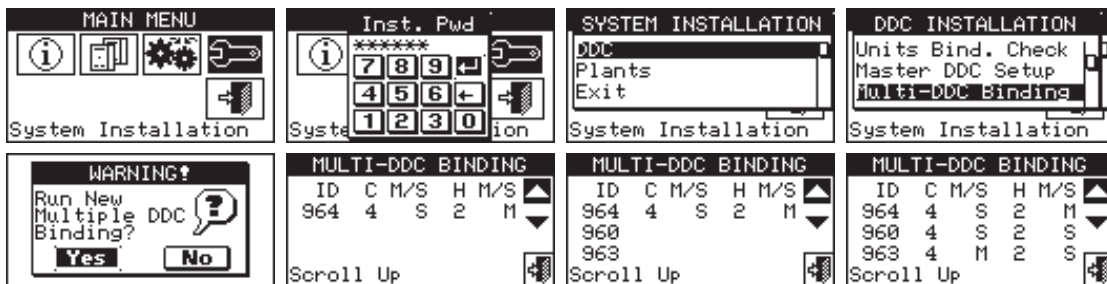 MAIN MENU
System Installation
Inst. Pwd
******
7 8 9
4 5 6
1 2 3 0
Syste
ion
SYSTEM INSTALLATION
DDC
Plants
Exit
System Installation
DDC INSTALLATION
Units Bind. Check
Master DDC Setup
Multi-DDC Binding
System Installation
WARNING!
Run New
Multiple DDC
Binding?
Yes No
MULTI-DDC BINDING
ID C M/S H M/S
964 4 S 2 M
Scroll Up
MULTI-DDC BINDING
ID C M/S H M/S
964 4 S 2 M
960
963
Scroll Up
MULTI-DDC BINDING
ID C M/S H M/S
964 4 S 2 M
960 4 S 2 S
963 4 M 2 S
Scroll Up